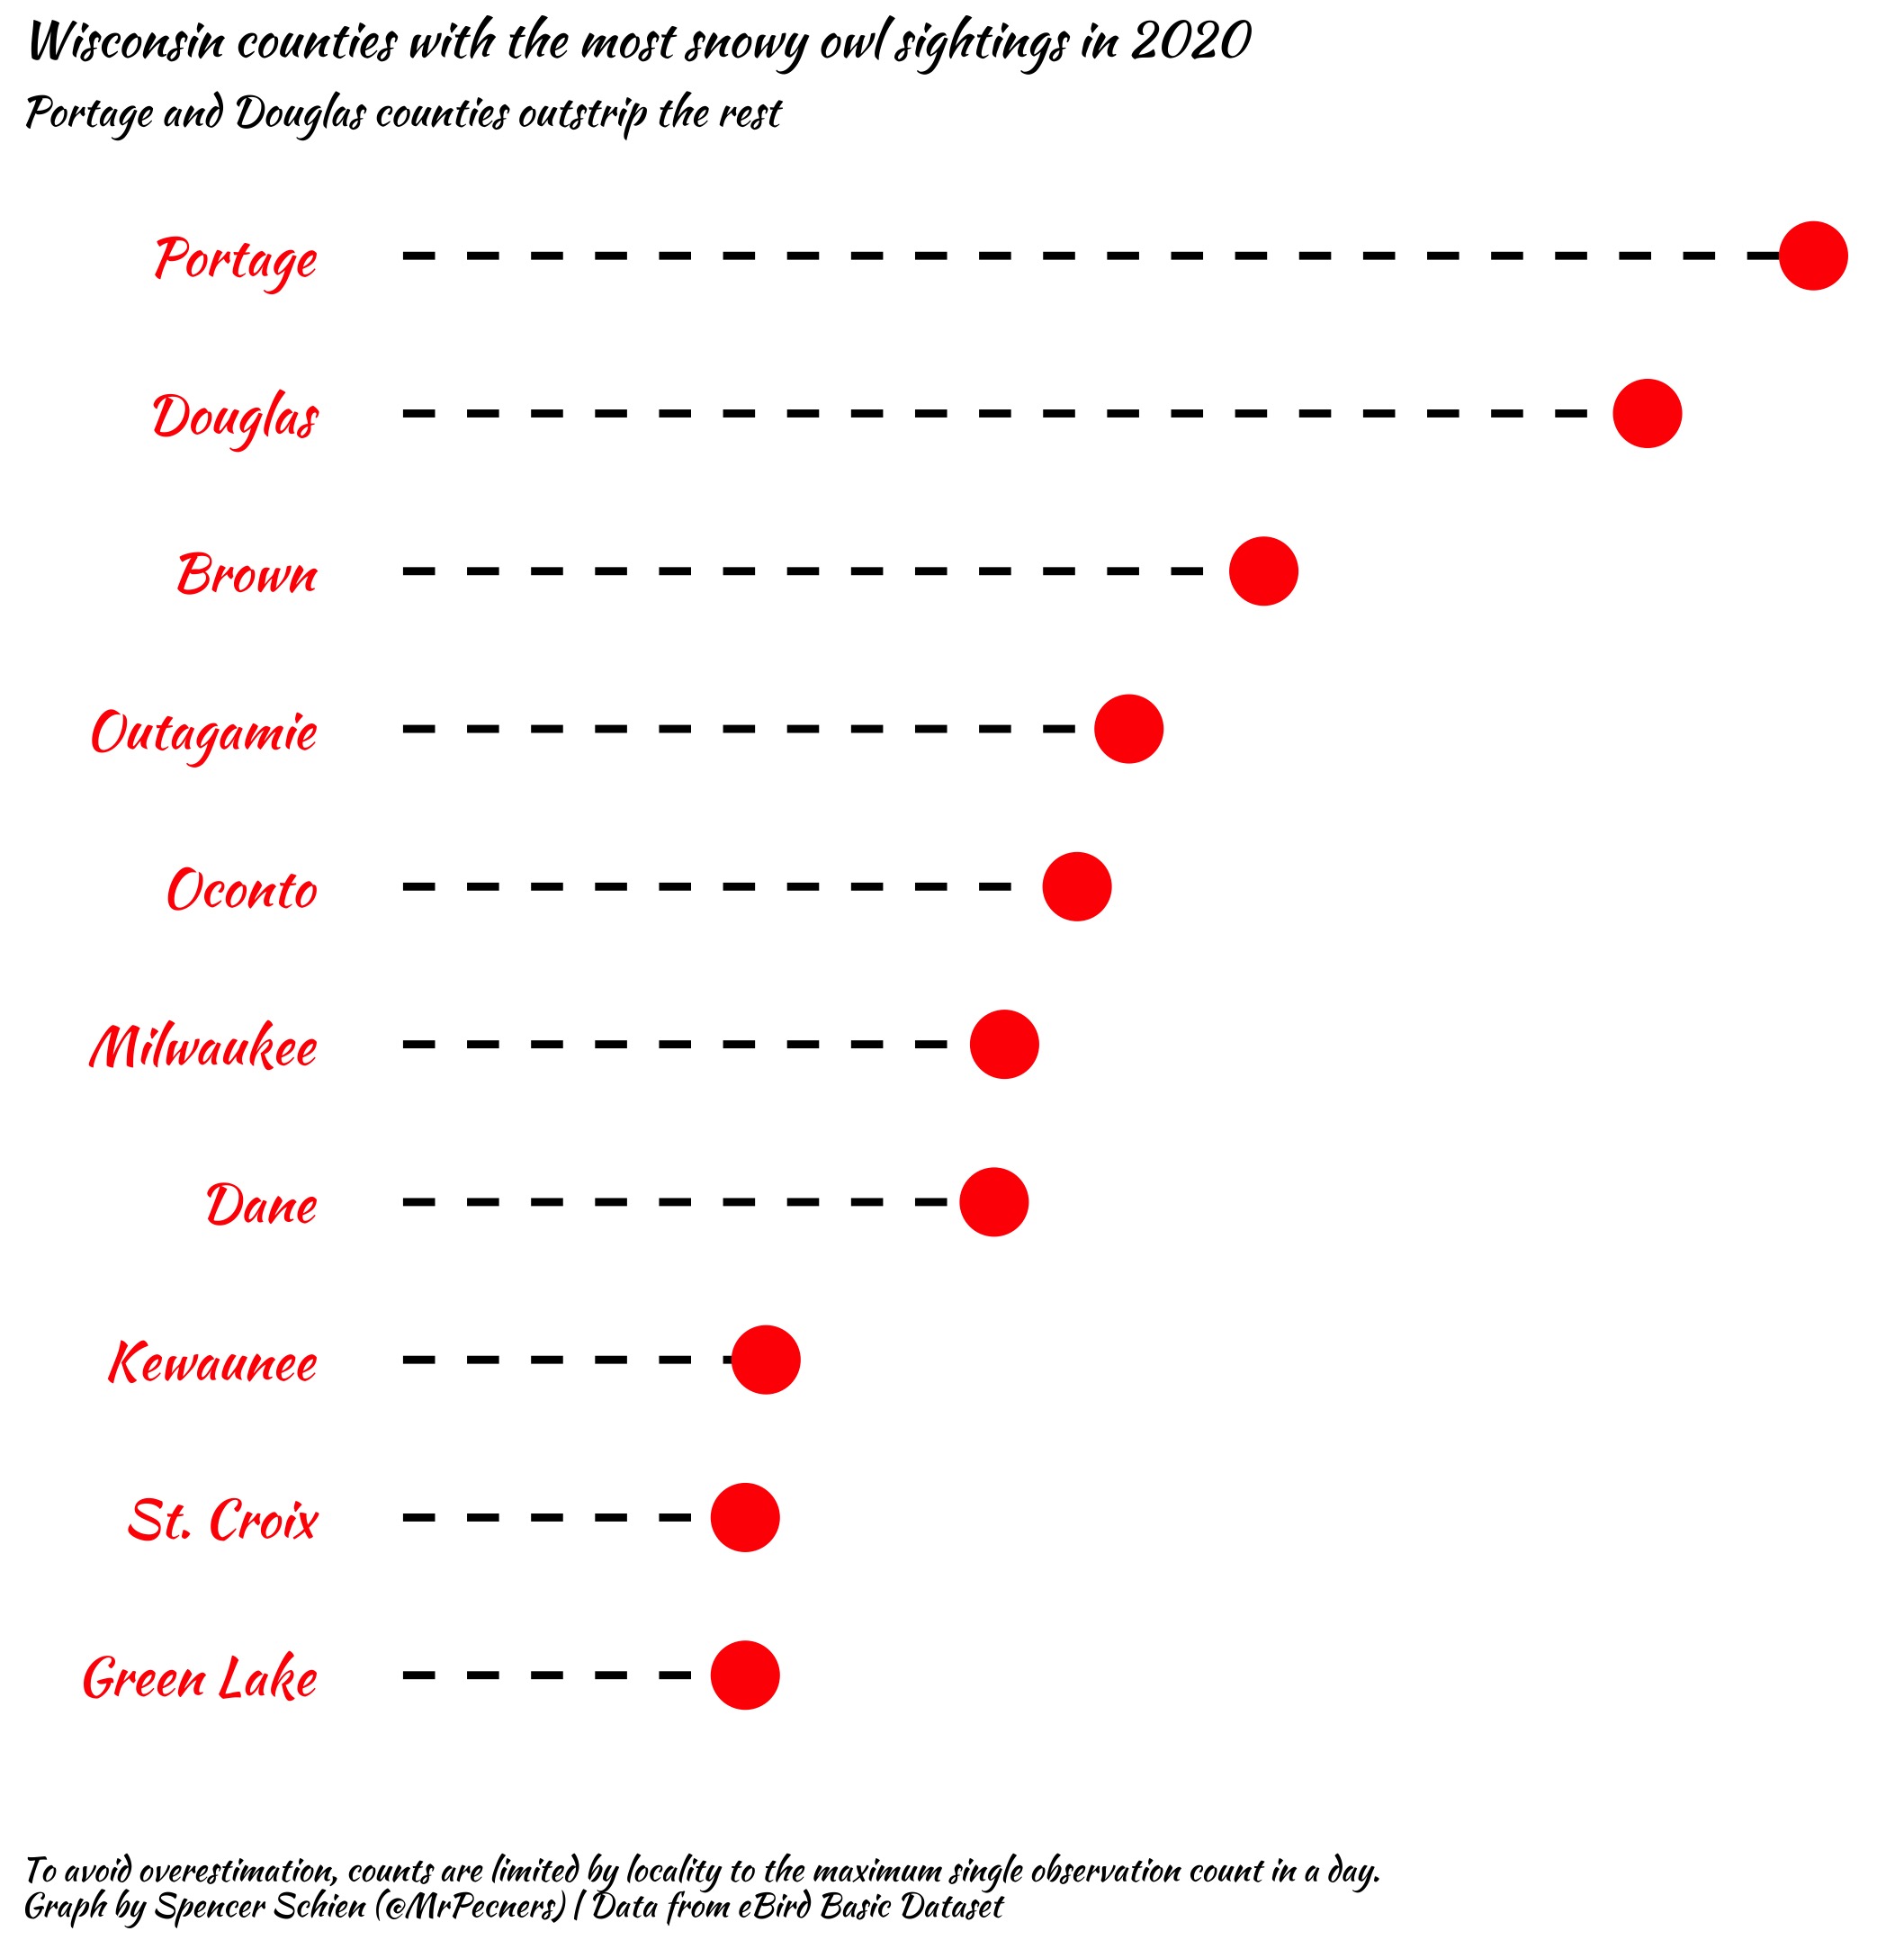 Wisconsin counties with the most snowy owl sightings in 2020
Portage and Douglas counties outstrip the rest
Portage
Douglas
Brown
Outagamie
Oconto
Milwaukee
Dane
Kewaunee
St. Croix
Green Lake
To avoid overestimation, counts are limited by locality to the maximum single observation count in a day.
Graph by Spencer Schien (@MrPecners) | Data from eBird Basic Dataset